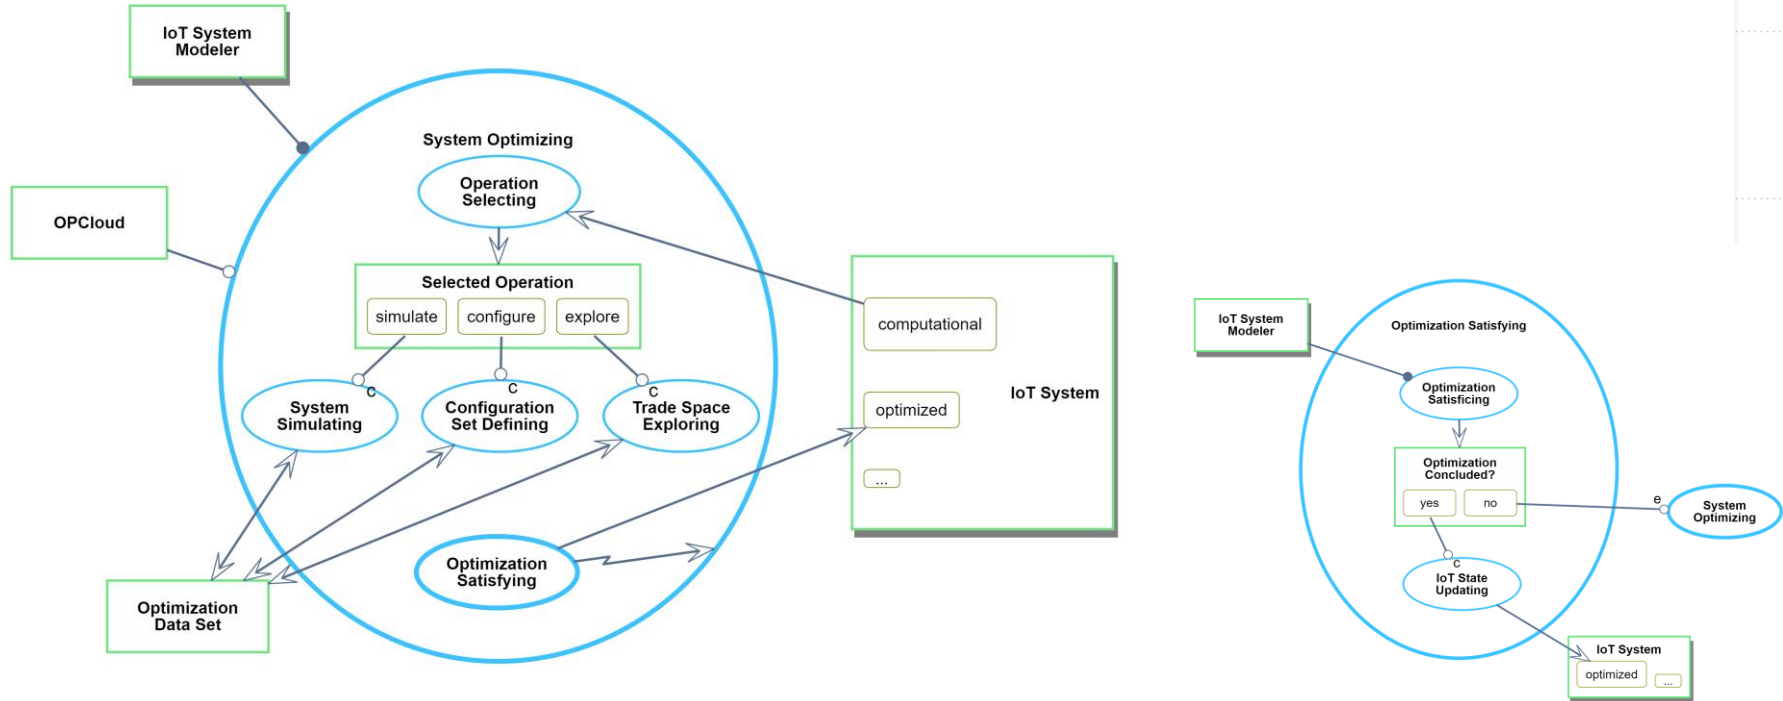 IoT System
Modeler
System Optimizing
Operation
Selecting
OPCloud
Selected Operation
simulate
configure
explore
c
c
c
System
Simulating
Configuration
Set Defining
Trade Space
Exploring
computational
IoT System
optimized
...
Optimization
Satisfying
Optimization
Data Set
IoT System
Modeler
Optimization Satisfying
Optimization
Satisficing
Optimization
Concluded?
yes
no
e
System
Optimizing
c
IoT State
Updating
IoT System
optimized
...